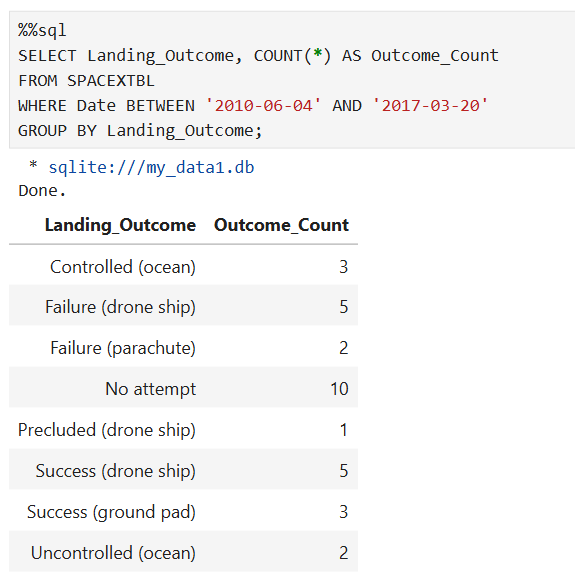 %%sql
SELECT Landing_Outcome, COUNT(*) AS Outcome_Count
FROM SPACEXTBL
WHERE Date BETWEEN '2010-06-04' AND '2017-03-20'
GROUP BY Landing_Outcome;
* sqlite:///my_data1.db
Done.
Landing_Outcome Outcome_Count
Controlled (ocean) 3
Failure (drone ship) 5
Failure (parachute) 2
No attempt 10
Precluded (drone ship) 1
Success (drone ship) 5
Success (ground pad) 3
Uncontrolled (ocean) 2